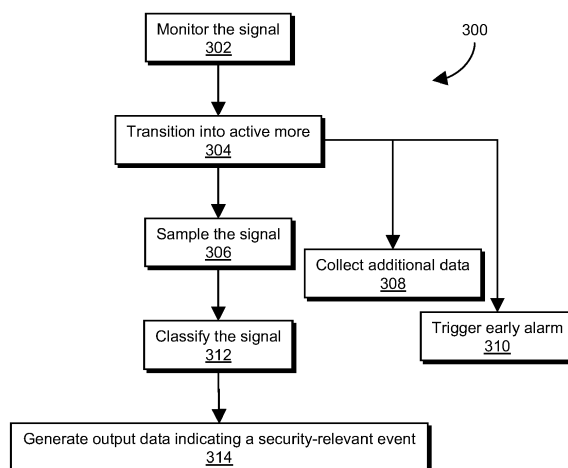 Monitor the signal
302
300
Transition into active more
304
Sample the signal
306
Collect additional data
308
Trigger early alarm
310
Classify the signal
312
Generate output data indicating a security-relevant event
314